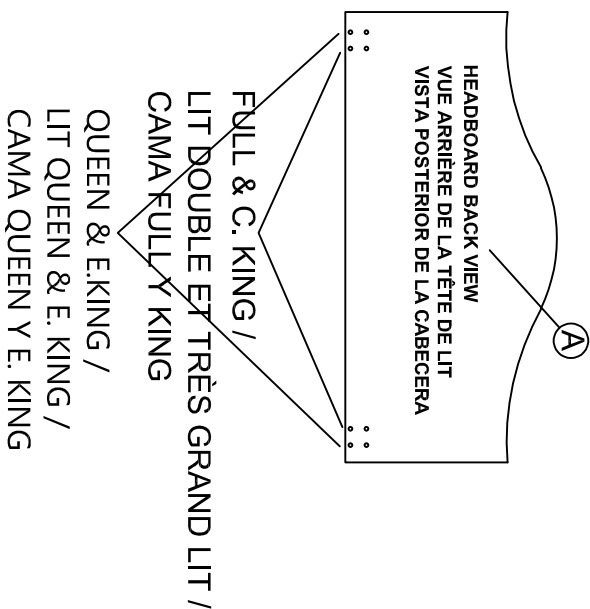 A
HEADBOARD BACK VIEW
VUE ARRIÈRE DE LA TÊTE DE LIT
VISTA POSTERIOR DE LA CABECERA
FULL & C. KING /
LIT DOUBLE ET TRÈS GRAND LIT /
CAMA FULL Y KING
QUEEN & E.KING /
LIT QUEEN & E. KING /
CAMA QUEEN Y E. KING